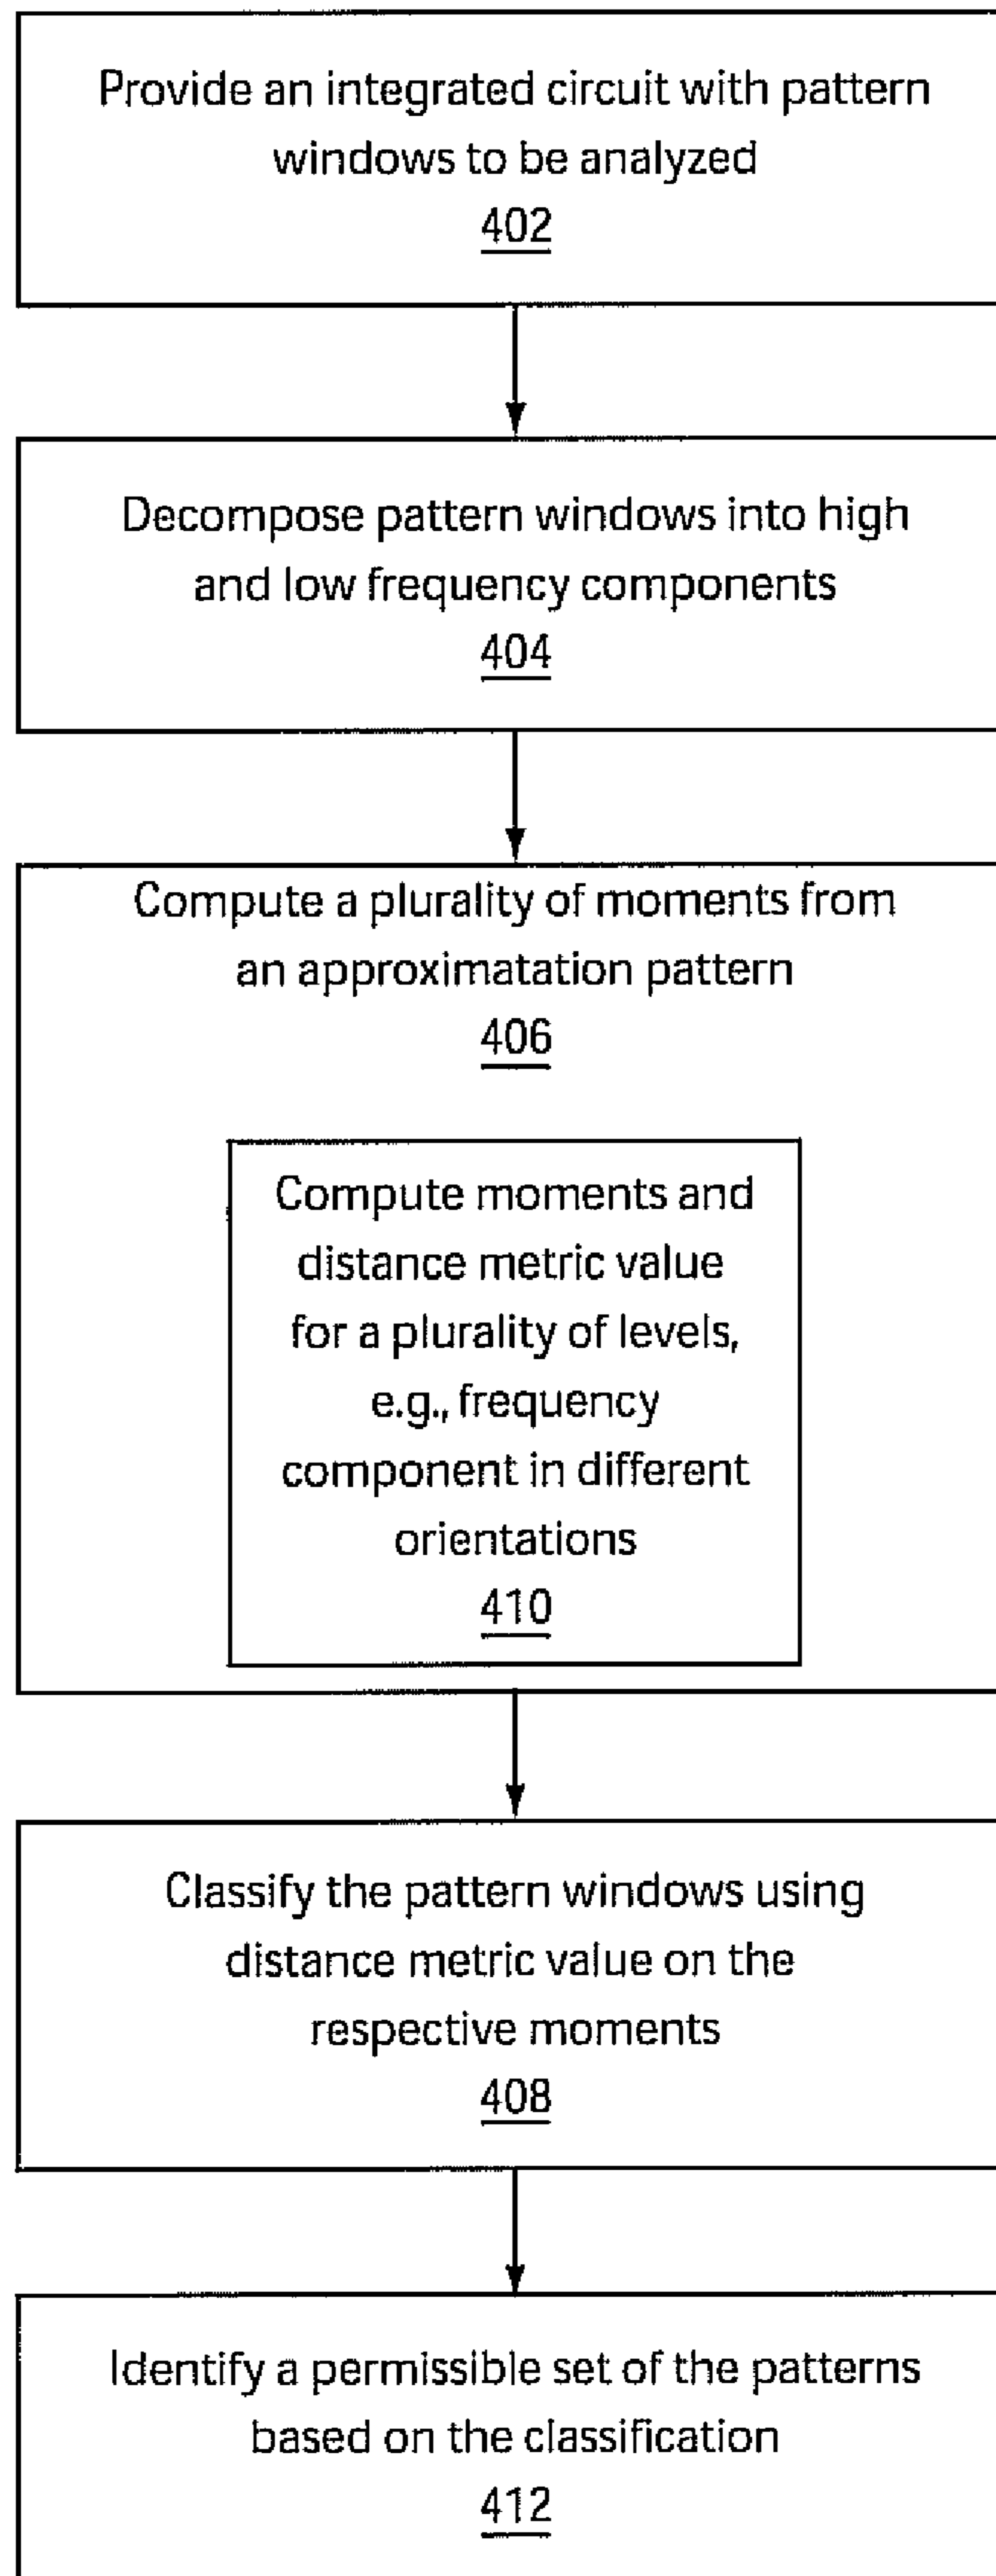 Provide an integrated circuit with pattern
windows to be analyzed
402
Decompose pattern windows into high
and low frequency components
404
Compute a plurality of moments from
an approximatation pattern
406
Compute moments and
distance metric value
for a plurality of levels,
e.g., frequency
component in different
orientations
410
Classify the pattern windows using
distance metric value on the
respective moments
408
Identify a permissible set of the patterns
based on the classification
412